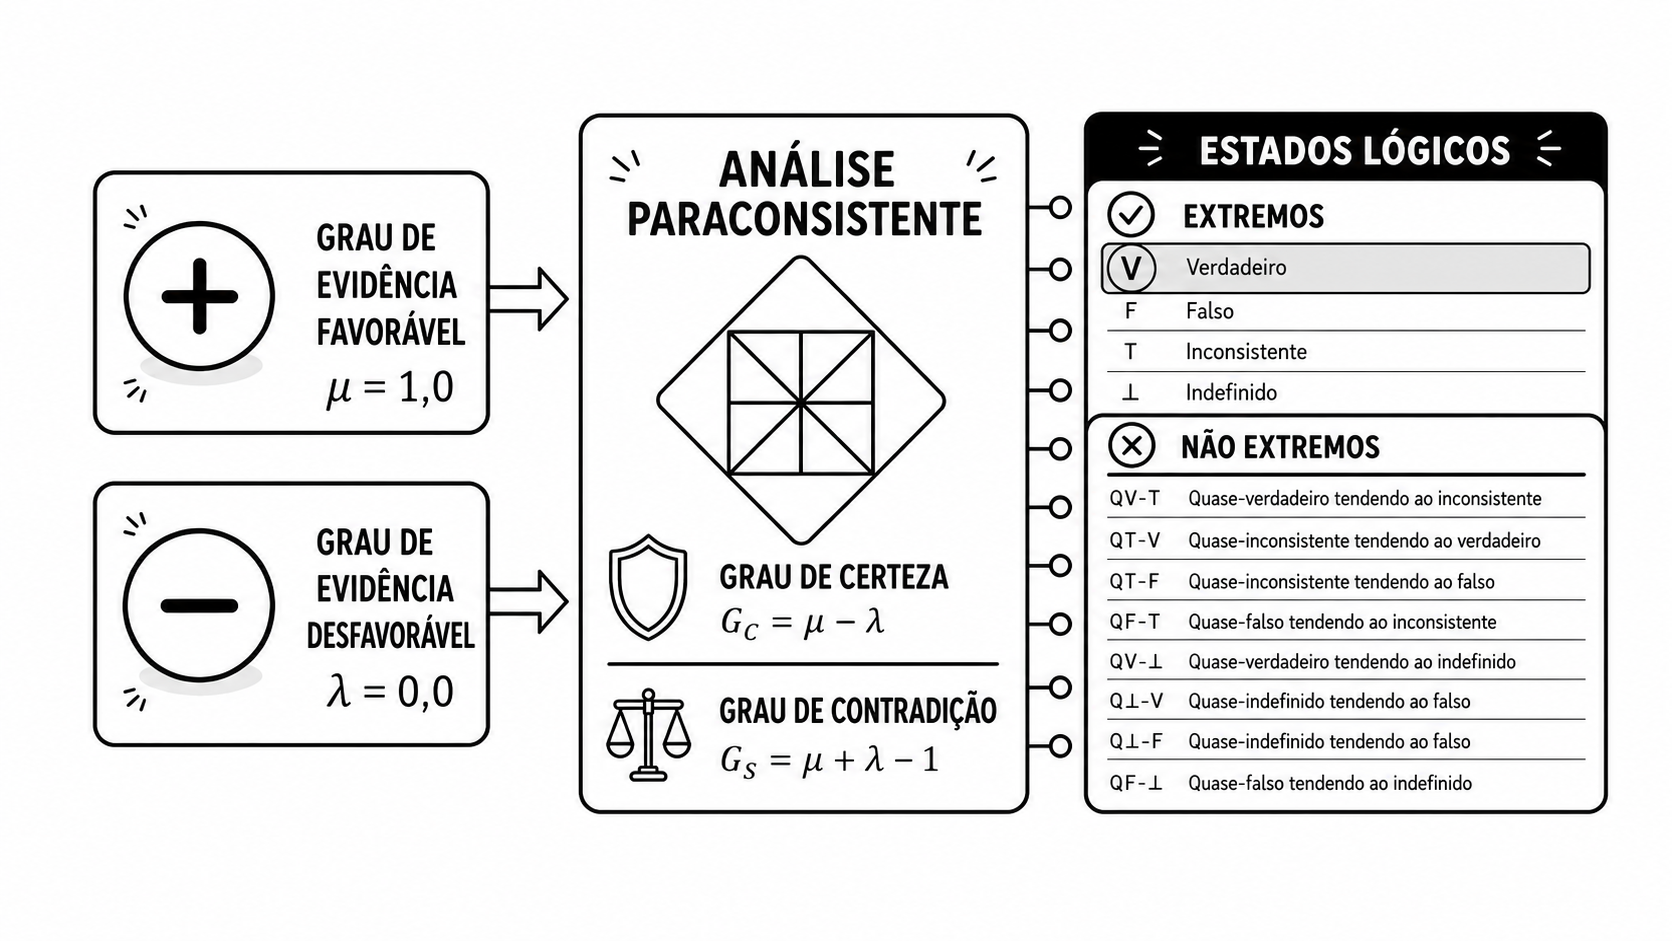 GRAU DE
EVIDÊNCIA
FAVORÁVEL
μ = 1,0
GRAU DE
EVIDÊNCIA
DESFAVORÁVEL
λ = 0,0
ANÁLISE
PARACONSISTENTE
GRAU DE CERTEZA
G_C = μ − λ
GRAU DE CONTRADIÇÃO
G_S = μ + λ − 1
ESTADOS LÓGICOS
EXTREMOS
V Verdadeiro
F Falso
T Inconsistente
⊥ Indefinido
NÃO EXTREMOS
QV-T Quase-verdadeiro tendendo ao inconsistente
QT-V Quase-inconsistente tendendo ao verdadeiro
QT-F Quase-inconsistente tendendo ao falso
QF-T Quase-falso tendendo ao inconsistente
QV-⊥ Quase-verdadeiro tendendo ao indefinido
Q⊥-V Quase-indefinido tendendo ao falso
Q⊥-F Quase-indefinido tendendo ao falso
QF-⊥ Quase-falso tendendo ao indefinido